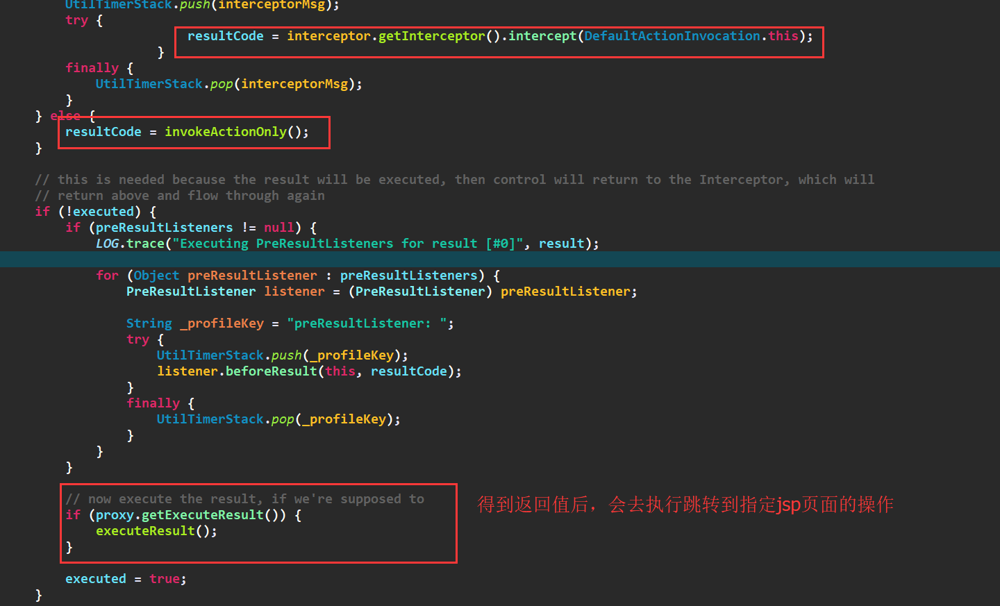 UtilTimerStack.push(interceptorMsg);
try {
resultCode = interceptor.getInterceptor().intercept(DefaultActionInvocation.this);
}
finally {
UtilTimerStack.pop(interceptorMsg);
}
} else {
resultCode = invokeActionOnly();
}
// this is needed because the result will be executed, then control will return to the Interceptor, which will
// return above and flow through again
if (!executed) {
if (preResultListeners != null) {
LOG.trace("Executing PreResultListeners for result [#0]", result);
for (Object preResultListener : preResultListeners) {
PreResultListener listener = (PreResultListener) preResultListener;
String _profileKey = "preResultListener: ";
try {
UtilTimerStack.push(_profileKey);
listener.beforeResult(this, resultCode);
}
finally {
UtilTimerStack.pop(_profileKey);
}
}
}
// now execute the result, if we're supposed to
得到返回值后，会去执行跳转到指定jsp页面的操作
if (proxy.getExecuteResult()) {
executeResult();
}
executed = true;
}